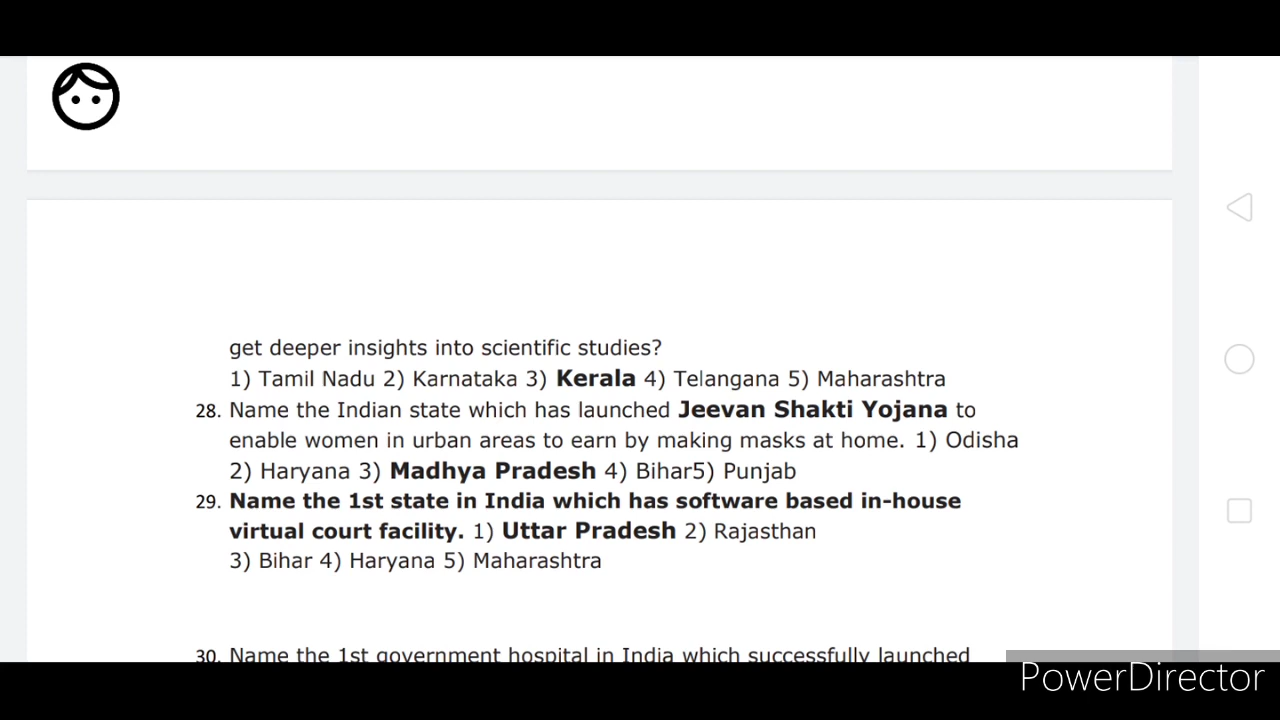 get deeper insights into scientific studies?
1) Tamil Nadu 2) Karnataka 3) Kerala 4) Telangana 5) Maharashtra
28. Name the Indian state which has launched Jeevan Shakti Yojana to
enable women in urban areas to earn by making masks at home. 1) Odisha
2) Haryana 3) Madhya Pradesh 4) Bihar5) Punjab
29. Name the 1st state in India which has software based in-house
virtual court facility. 1) Uttar Pradesh 2) Rajasthan
3) Bihar 4) Haryana 5) Maharashtra
30. Name the 1st government hospital in India which successfully launched
PowerDirector